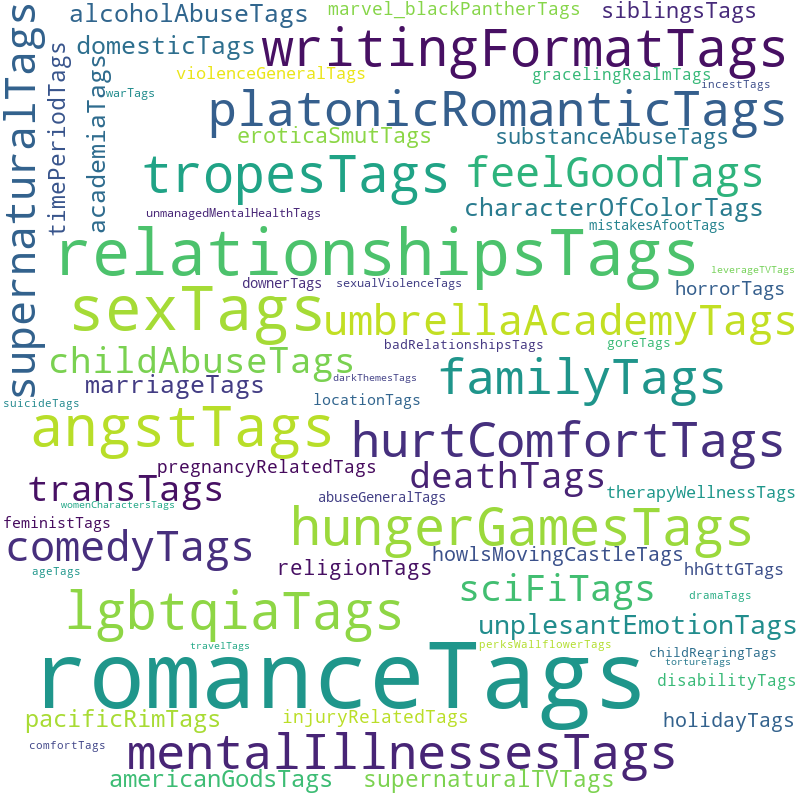 supernaturalTags
alcoholAbuseTags
marvel_blackPantherTags
siblingsTags
timePeriodTags
domesticTags
writingFormatTags
academiaTags
violenceGeneralTags
gracelingRealmTags
incestTags
warTags
platonicRomanticTags
eroticaSmutTags
substanceAbuseTags
tropesTags
feelGoodTags
unmanagedMentalHealthTags
characterOfColorTags
mistakesAfootTags
relationshipsTags
leverageTVTags
downerTags
sexualViolenceTags
horrorTags
sexTags
umbrellaAcademyTags
badRelationshipsTags
goreTags
childAbuseTags
marriageTags
darkThemesTags
familyTags
suicideTags
locationTags
angstTags
hurtComfortTags
pregnancyRelatedTags
deathTags
transTags
abuseGeneralTags
therapyWellnessTags
womenCharactersTags
feministTags
hungerGamesTags
comedyTags
howlsMovingCastleTags
ageTags
religionTags
hhGttGTags
sciFiTags
dramaTags
lgbtqiaTags
unplesantEmotionTags
travelTags
perksWallflowerTags
childRearingTags
romanceTags
tortureTags
disabilityTags
pacificRimTags
injuryRelatedTags
holidayTags
comfortTags
mentalIllnessesTags
americanGodsTags
supernaturalTVTags